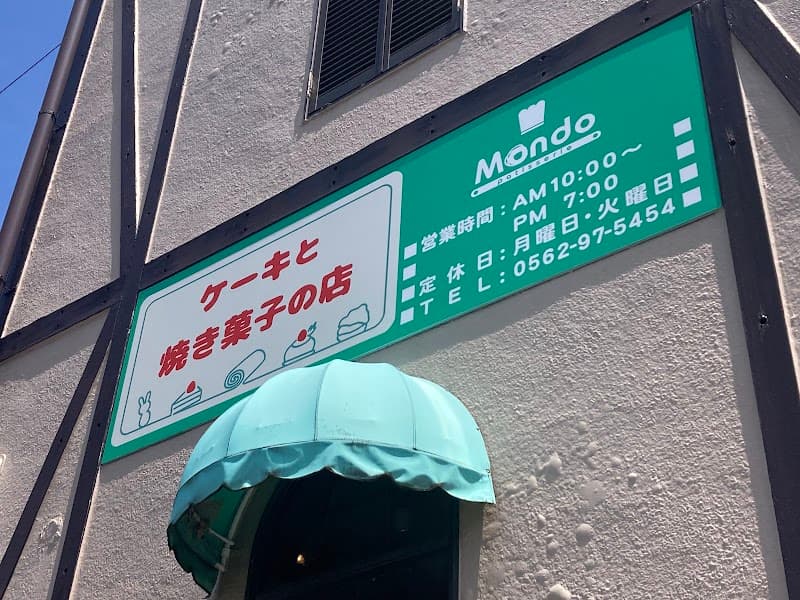 ケーキと
焼き菓子の店
Mondo
patisserie
営業時間：AM10:00〜
PM 7:00
定休日：月曜日・火曜日
TEL：0562-97-5454